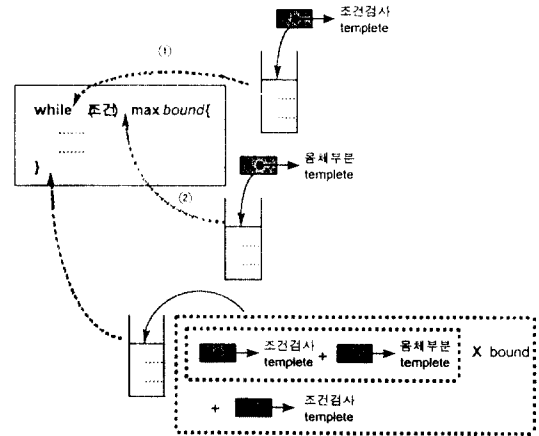 조건검사
templete
①
while (조건) max bound{
......
......
}
몸체부분
templete
②
조건검사
templete
+
몸체부분
templete
X bound
+
조건검사
templete